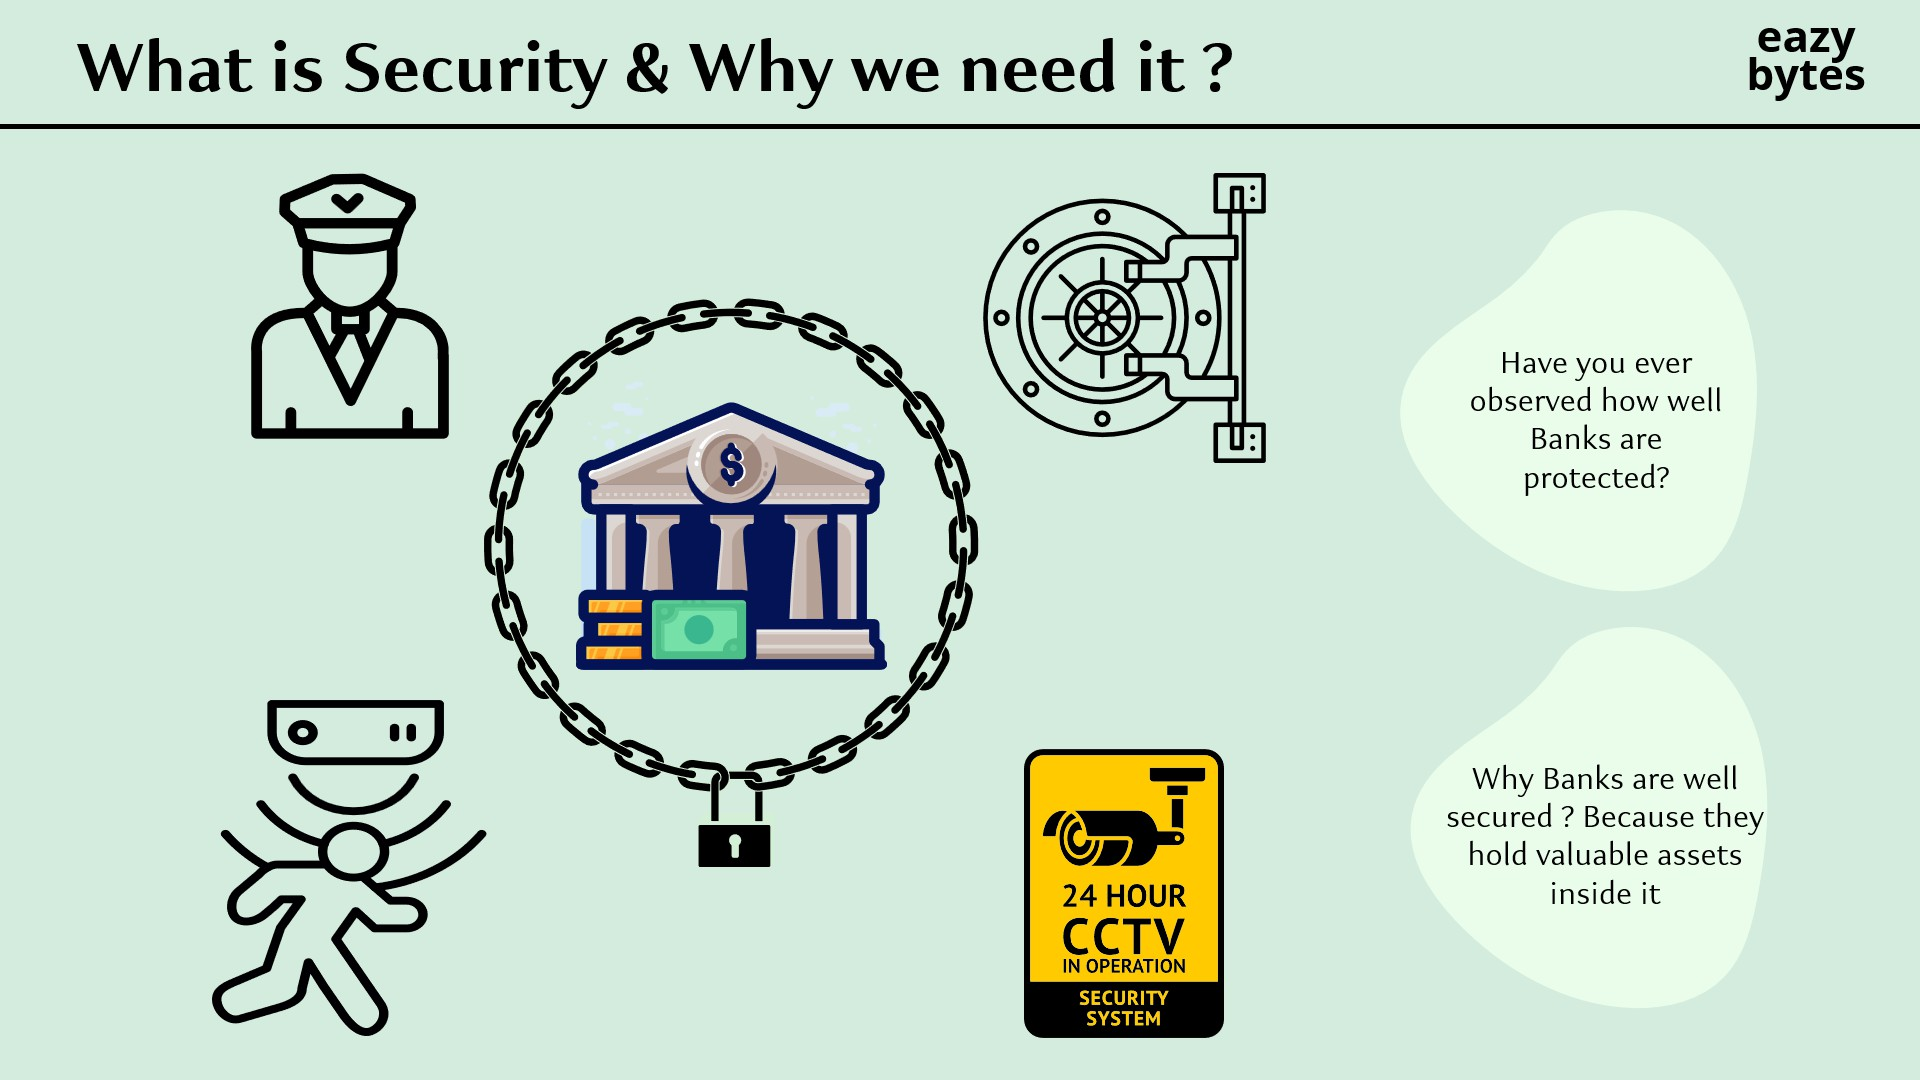 What is Security & Why we need it ?
eazy
bytes
Have you ever
observed how well
Banks are
protected?
Why Banks are well
secured ? Because they
hold valuable assets
inside it
$
24 HOUR
CCTV
IN OPERATION
SECURITY
SYSTEM